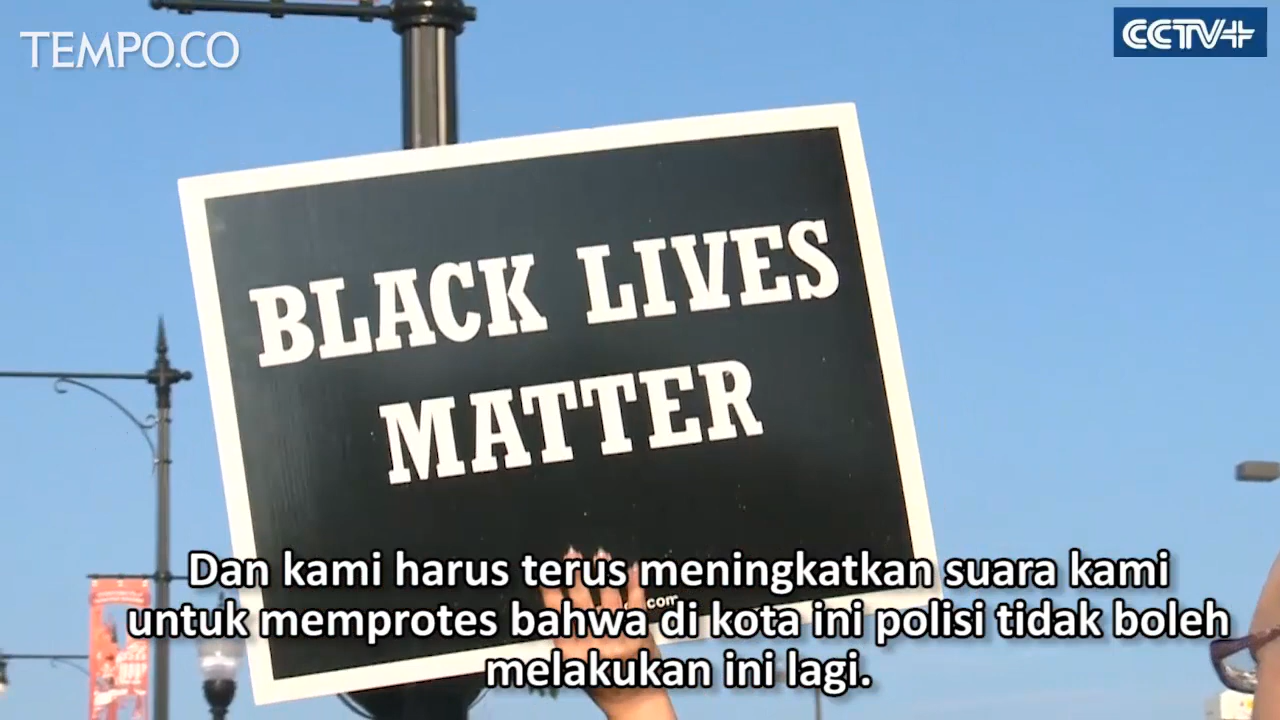 TEMPO.CO
CCTV+
BLACK LIVES
MATTER
Dan kami harus terus meningkatkan suara kami
untuk memprotes bahwa di kota ini polisi tidak boleh
melakukan ini lagi.